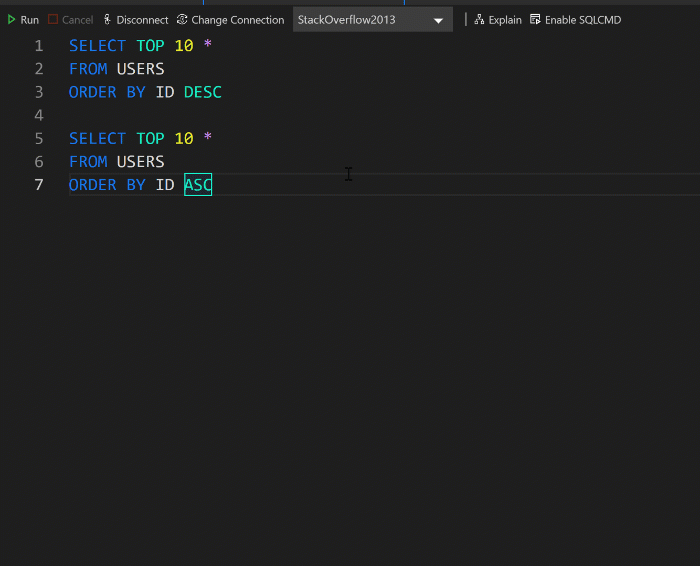 Run Cancel Disconnect Change Connection StackOverflow2013 Explain Enable SQLCMD
1 SELECT TOP 10 *
2 FROM USERS
3 ORDER BY ID DESC
4
5 SELECT TOP 10 *
6 FROM USERS
7 ORDER BY ID ASC